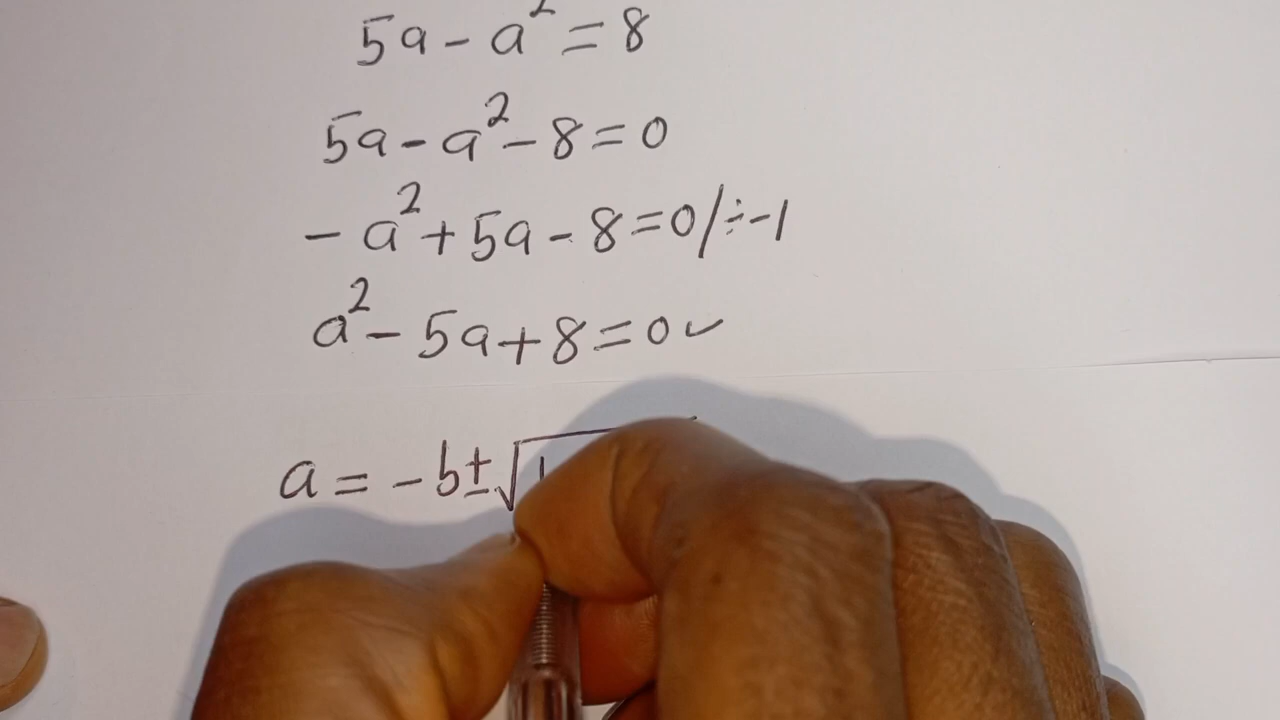 5a - a² = 8
5a - a² - 8 = 0
- a² + 5a - 8 = 0 / ÷ -1
a² - 5a + 8 = 0 ✓
a = - b ± √